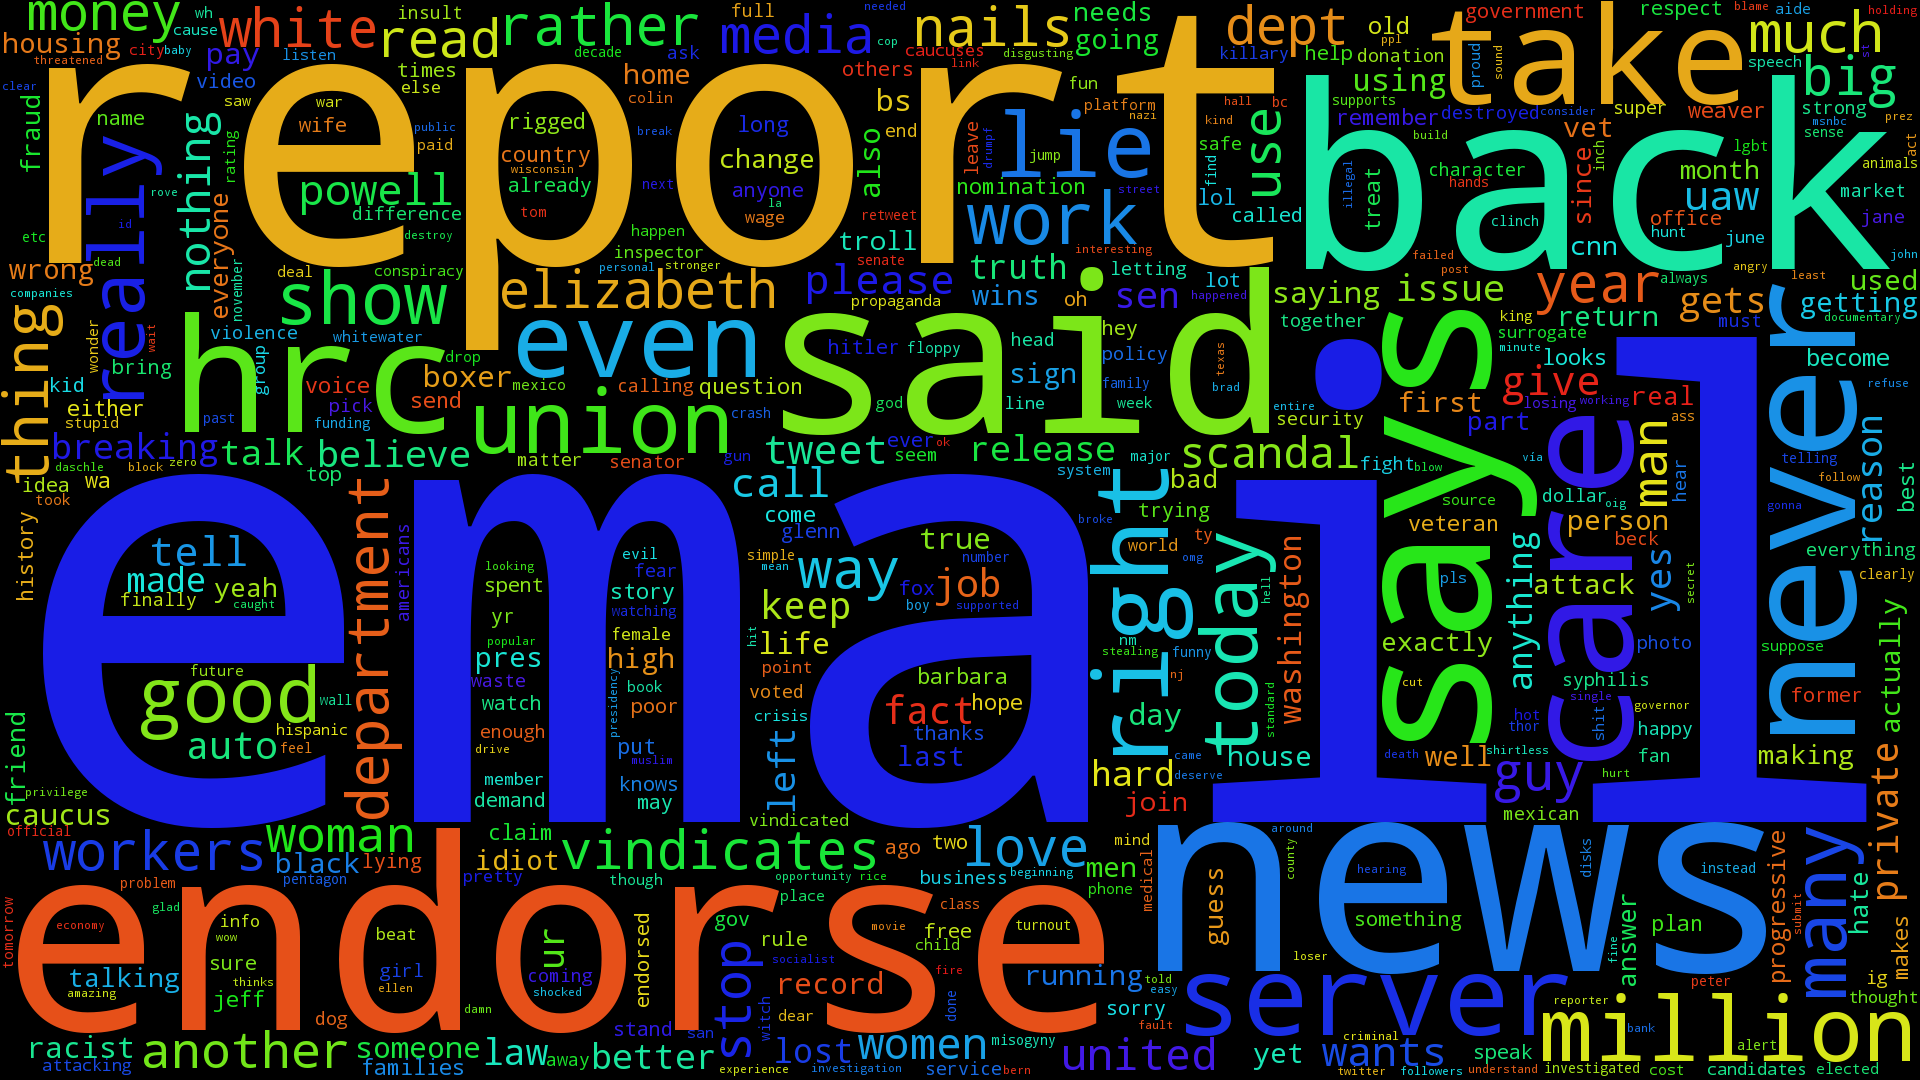 money
wh
cause
white
insult
read
rather
full
ask
media
cop
nails
needs
going
dept
killary
old
ppl
government
take
respect
blame
aide
much
holding
housing
city
baby
threatened
pay
listen
video
times
else
decade
home
colin
others
caucuses
link
disgusting
fun
help
donation
using
proud
sound
speech
big
st
clear
fraud
name
saw
war
wife
public
paid
report
rigged
country
wisconsin
already
tom
break
next
long
change
anyone
la
wage
bs
end
also
retweet
leave
drumpf
platform
nazi
lie
jump
hall
kind
bc
safe
find
use
supports
remember
destroyed
consider
build
super
weaver
strong
msnbc
sense
prez
act
lgbt
animals
vet
inch
since
month
market
jane
back
illegal
treat
character
hands
clinch
uaw
office
hunt
june
john
cnn
nothing
rating
rove
really
id
everyone
powell
difference
destroy
etc
wrong
dead
companies
november
deal
conspiracy
show
happen
inspector
personal
stronger
troll
senate
nomination
work
street
lol
called
interesting
truth
letting
lot
happened
wins
oh
sen
please
propaganda
elizabeth
saying
together
issue
failed
post
year
return
always
angry
least
gets
must
used
getting
documentary
thing
wonder
wait
violence
whitewater
group
hrc
even
drop
boxer
mexico
send
voice
pick
funding
past
bring
kid
either
stupid
said
hitler
floppy
head
hey
policy
sign
family
line
week
god
texas
brad
calling
question
crash
union
says
king
surrogate
minute
looks
become
refuse
give
losing
working
real
ass
first
entire
security
part
never
breaking
talk
believe
daschle
block
zero
top
idea
wa
took
matter
senator
gun
tweet
ever
ok
seem
release
scandal
system
major
bad
fight
blow
via
man
hear
care
telling
follow
gonna
reason
best
history
department
americans
email
call
come
glenn
right
broke
trying
world
omg
ty
source
veteran
dollar
oig
person
beck
tell
made
yeah
finally
caught
looking
spent
yr
popular
pres
waste
watch
enough
drive
member
demand
evil
fear
story
watching
female
high
book
poor
presidency
put
muslim
knows
may
simple
mean
way
keep
life
hit
point
voted
crisis
left
vindicated
true
number
fox
job
boy
supported
barbara
fact
hope
thanks
last
nm
stealing
funny
nj
day
today
hell
washington
standard
house
came
deserve
hard
join
pls
exactly
cut
anything
attack
yes
secret
photo
syphilis
single
hot
thor
shit
governor
happy
fan
death
well
shirtless
guy
hurt
mexican
everything
clearly
suppose
former
actually
making
private
future
good
wall
hispanic
auto
feel
friend
privilege
caucus
official
workers
woman
black
lying
pentagon
claim
idiot
pretty
vindicates
though
opportunity
rice
place
ago
two
love
business
beginning
mind
men
phone
medical
news
around
county
hearing
disks
instead
something
loser
guess
fine
answer
plan
progressive
submit
many
hate
makes
tomorrow
problem
glad
economy
endorse
info
wow
sure
thinks
jeff
talking
amazing
beat
girl
ellen
dog
damn
ur
coming
shocked
endorsed
gov
stop
rule
socialist
record
witch
dear
movie
class
free
child
fire
done
turnout
running
told
easy
sorry
fault
server
peter
reporter
ig
thought
million
bank
racist
attacking
another
someone
families
law
away
better
stand
san
experience
lost
investigation
women
service
bern
misogyny
united
yet
wants
criminal
twitter
followers
speak
understand
investigated
cost
alert
candidates
elected